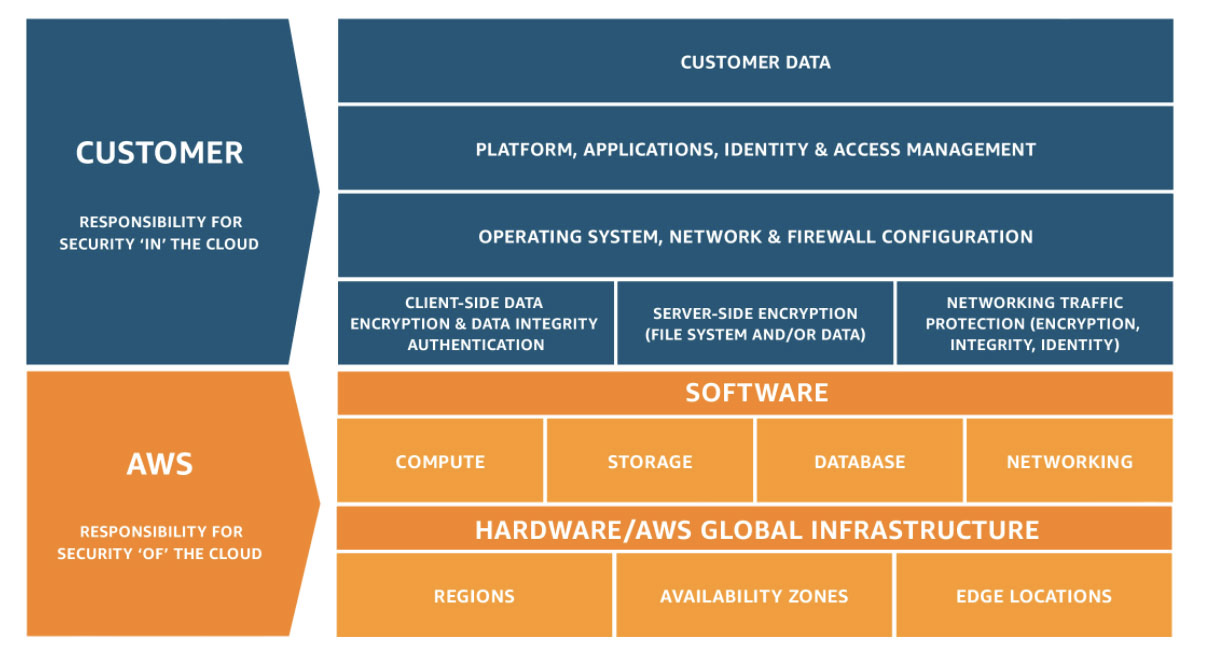 CUSTOMER
RESPONSIBILITY FOR
SECURITY ‘IN’ THE CLOUD
CUSTOMER DATA
PLATFORM, APPLICATIONS, IDENTITY & ACCESS MANAGEMENT
OPERATING SYSTEM, NETWORK & FIREWALL CONFIGURATION
CLIENT-SIDE DATA
ENCRYPTION & DATA INTEGRITY
AUTHENTICATION
SERVER-SIDE ENCRYPTION
(FILE SYSTEM AND/OR DATA)
NETWORKING TRAFFIC
PROTECTION (ENCRYPTION,
INTEGRITY, IDENTITY)
AWS
RESPONSIBILITY FOR
SECURITY ‘OF’ THE CLOUD
SOFTWARE
COMPUTE
STORAGE
DATABASE
NETWORKING
HARDWARE/AWS GLOBAL INFRASTRUCTURE
REGIONS
AVAILABILITY ZONES
EDGE LOCATIONS